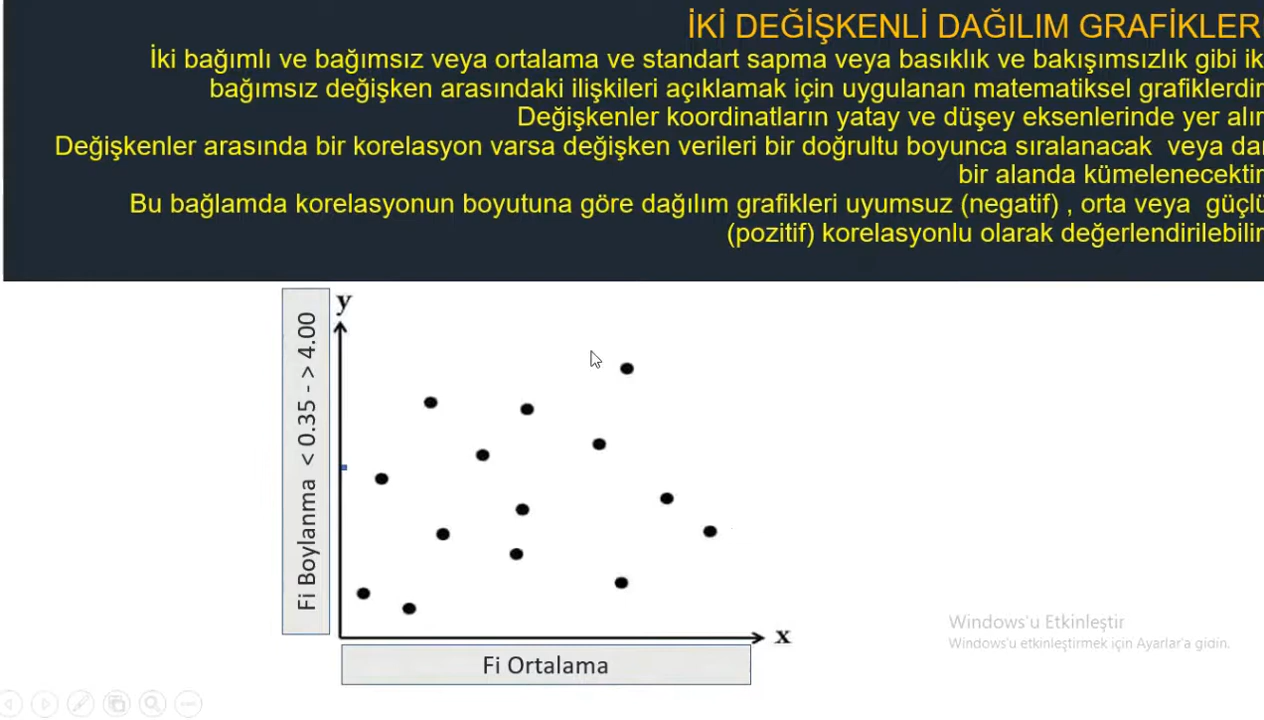 İKİ DEĞİŞKENLİ DAĞILIM GRAFİKLER
İki bağımlı ve bağımsız veya ortalama ve standart sapma veya basıklık ve bakışımsızlık gibi ik
bağımsız değişken arasındaki ilişkileri açıklamak için uygulanan matematiksel grafiklerdir
Değişkenler koordinatların yatay ve düşey eksenlerinde yer alır
Değişkenler arasında bir korelasyon varsa değişken verileri bir doğrultu boyunca sıralanacak veya dar
bir alanda kümelenecektir
Bu bağlamda korelasyonun boyutuna göre dağılım grafikleri uyumsuz (negatif) , orta veya güçlü
(pozitif) korelasyonlu olarak değerlendirilebilir
y
Fi Boylanma < 0.35 - > 4.00
x
Fi Ortalama
Windows'u Etkinleştir
Windows'u etkinleştirmek için Ayarlar'a gidin.